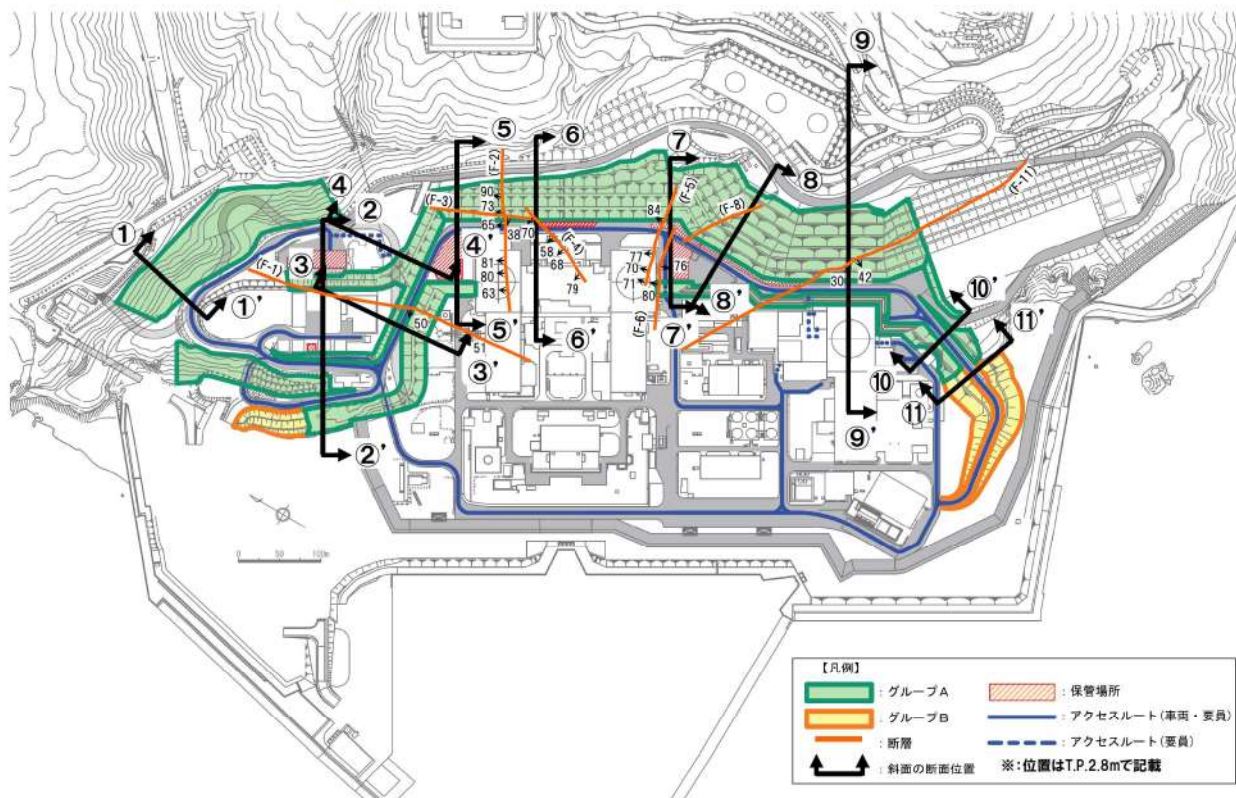 ⑨
⑤
⑥
⑦
⑧
④
②
①
③
①'
(F-1)
(F-2)
(F-3)
(F-4)
(F-5)
(F-8)
(F-11)
90
73
65
38
70
58
68
79
④'
81
80
63
84
77
70
71
80
76
(F-6)
30
42
50
51
⑤'
③'
⑥'
⑦'
⑧'
⑩'
⑪'
⑩
⑪
⑨'
②'
0 50 100m
【凡例】
:グループA
:グループB
:断層
:斜面の断面位置
:保管場所
:アクセスルート(車両・要員)
:アクセスルート(要員)
※:位置はT.P.2.8mで記載